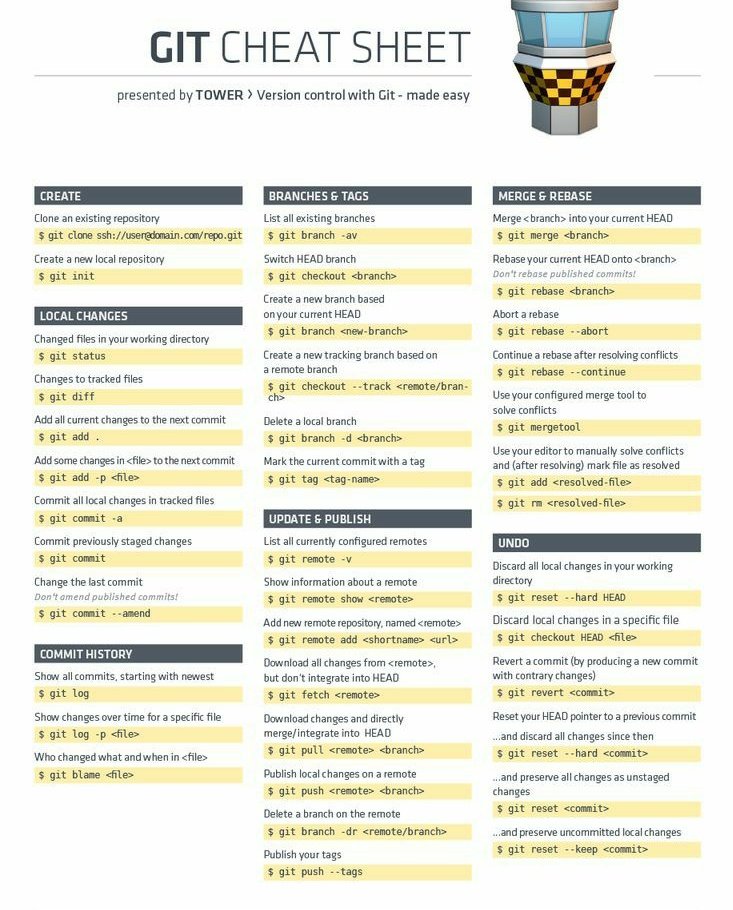 GIT CHEAT SHEET
presented by TOWER › Version control with Git - made easy
CREATE
Clone an existing repository
$ git clone ssh://user@domain.com/repo.git
Create a new local repository
$ git init
LOCAL CHANGES
Changed files in your working directory
$ git status
Changes to tracked files
$ git diff
Add all current changes to the next commit
$ git add .
Add some changes in <file> to the next commit
$ git add -p <file>
Commit all local changes in tracked files
$ git commit -a
Commit previously staged changes
$ git commit
Change the last commit
Don't amend published commits!
$ git commit --amend
COMMIT HISTORY
Show all commits, starting with newest
$ git log
Show changes over time for a specific file
$ git log -p <file>
Who changed what and when in <file>
$ git blame <file>
BRANCHES & TAGS
List all existing branches
$ git branch -av
Switch HEAD branch
$ git checkout <branch>
Create a new branch based
on your current HEAD
$ git branch <new-branch>
Create a new tracking branch based on
a remote branch
$ git checkout --track <remote/bran-
ch>
Delete a local branch
$ git branch -d <branch>
Mark the current commit with a tag
$ git tag <tag-name>
UPDATE & PUBLISH
List all currently configured remotes
$ git remote -v
Show information about a remote
$ git remote show <remote>
Add new remote repository, named <remote>
$ git remote add <shortname> <url>
Download all changes from <remote>,
but don't integrate into HEAD
$ git fetch <remote>
Download changes and directly
merge/integrate into HEAD
$ git pull <remote> <branch>
Publish local changes on a remote
$ git push <remote> <branch>
Delete a branch on the remote
$ git branch -dr <remote/branch>
Publish your tags
$ git push --tags
MERGE & REBASE
Merge <branch> into your current HEAD
$ git merge <branch>
Rebase your current HEAD onto <branch>
Don't rebase published commits!
$ git rebase <branch>
Abort a rebase
$ git rebase --abort
Continue a rebase after resolving conflicts
$ git rebase --continue
Use your configured merge tool to
solve conflicts
$ git mergetool
Use your editor to manually solve conflicts
and (after resolving) mark file as resolved
$ git add <resolved-file>
$ git rm <resolved-file>
UNDO
Discard all local changes in your working
directory
$ git reset --hard HEAD
Discard local changes in a specific file
$ git checkout HEAD <file>
Revert a commit (by producing a new commit
with contrary changes)
$ git revert <commit>
Reset your HEAD pointer to a previous commit
...and discard all changes since then
$ git reset --hard <commit>
...and preserve all changes as unstaged
changes
$ git reset <commit>
...and preserve uncommitted local changes
$ git reset --keep <commit>